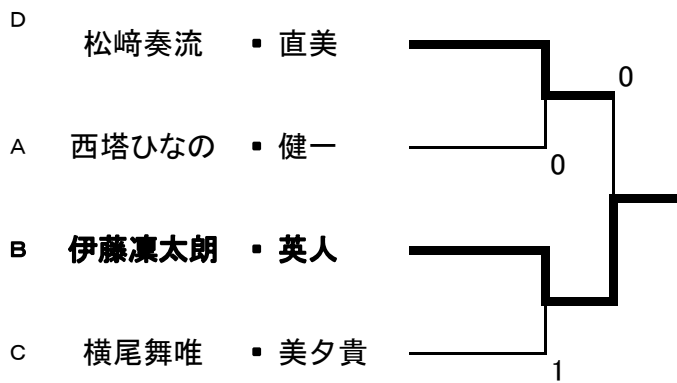 D 松﨑奏流 ・ 直美
0
A 西塔ひなの ・ 健一
0
B 伊藤凜太朗 ・ 英人
C 横尾舞唯 ・ 美夕貴
1